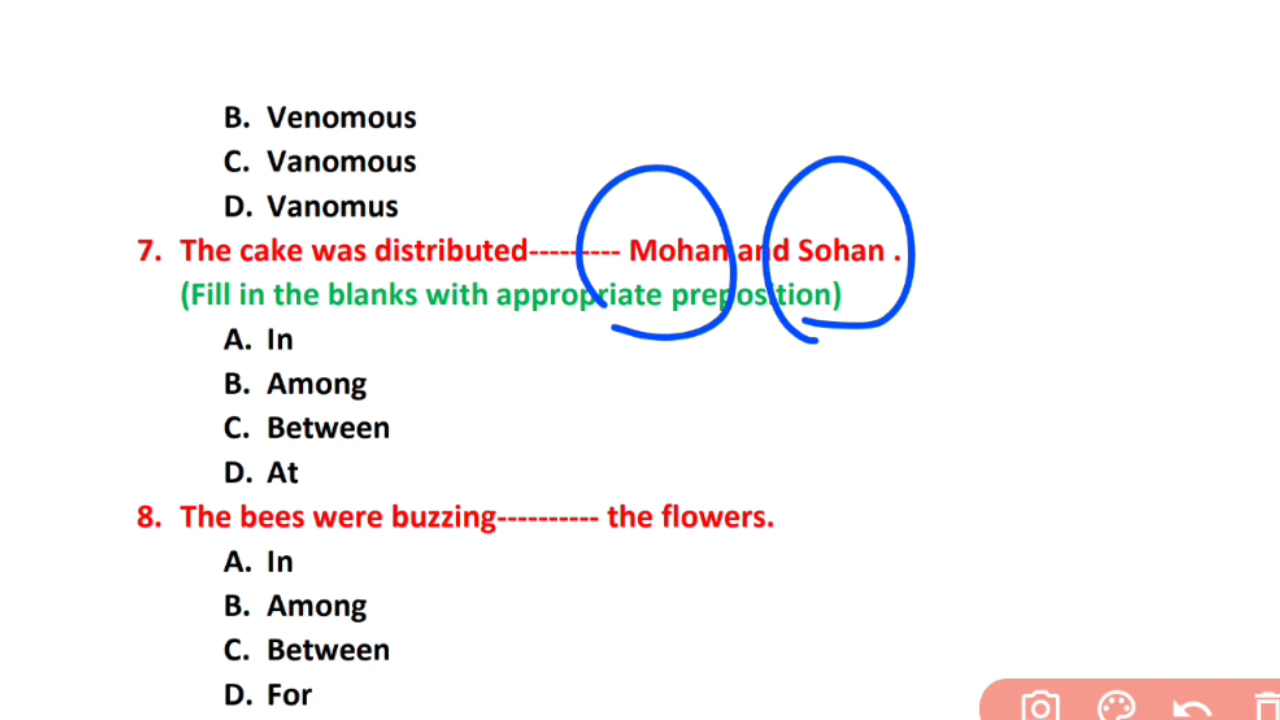 B. Venomous
C. Vanomous
D. Vanomus
7. The cake was distributed--------- Mohan and Sohan .
(Fill in the blanks with appropriate preposition)
A. In
B. Among
C. Between
D. At
8. The bees were buzzing---------- the flowers.
A. In
B. Among
C. Between
D. For